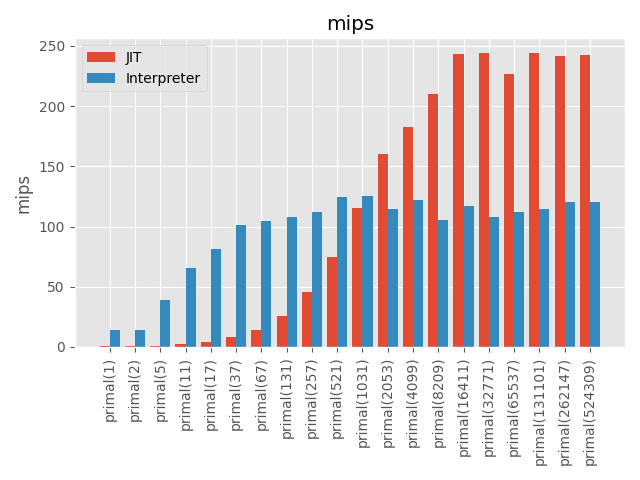 mips
JIT
Interpreter
mips
250
200
150
100
50
0
primal(1)
primal(2)
primal(5)
primal(11)
primal(17)
primal(37)
primal(67)
primal(131)
primal(257)
primal(521)
primal(1031)
primal(2053)
primal(4099)
primal(8209)
primal(16411)
primal(32771)
primal(65537)
primal(131101)
primal(262147)
primal(524309)